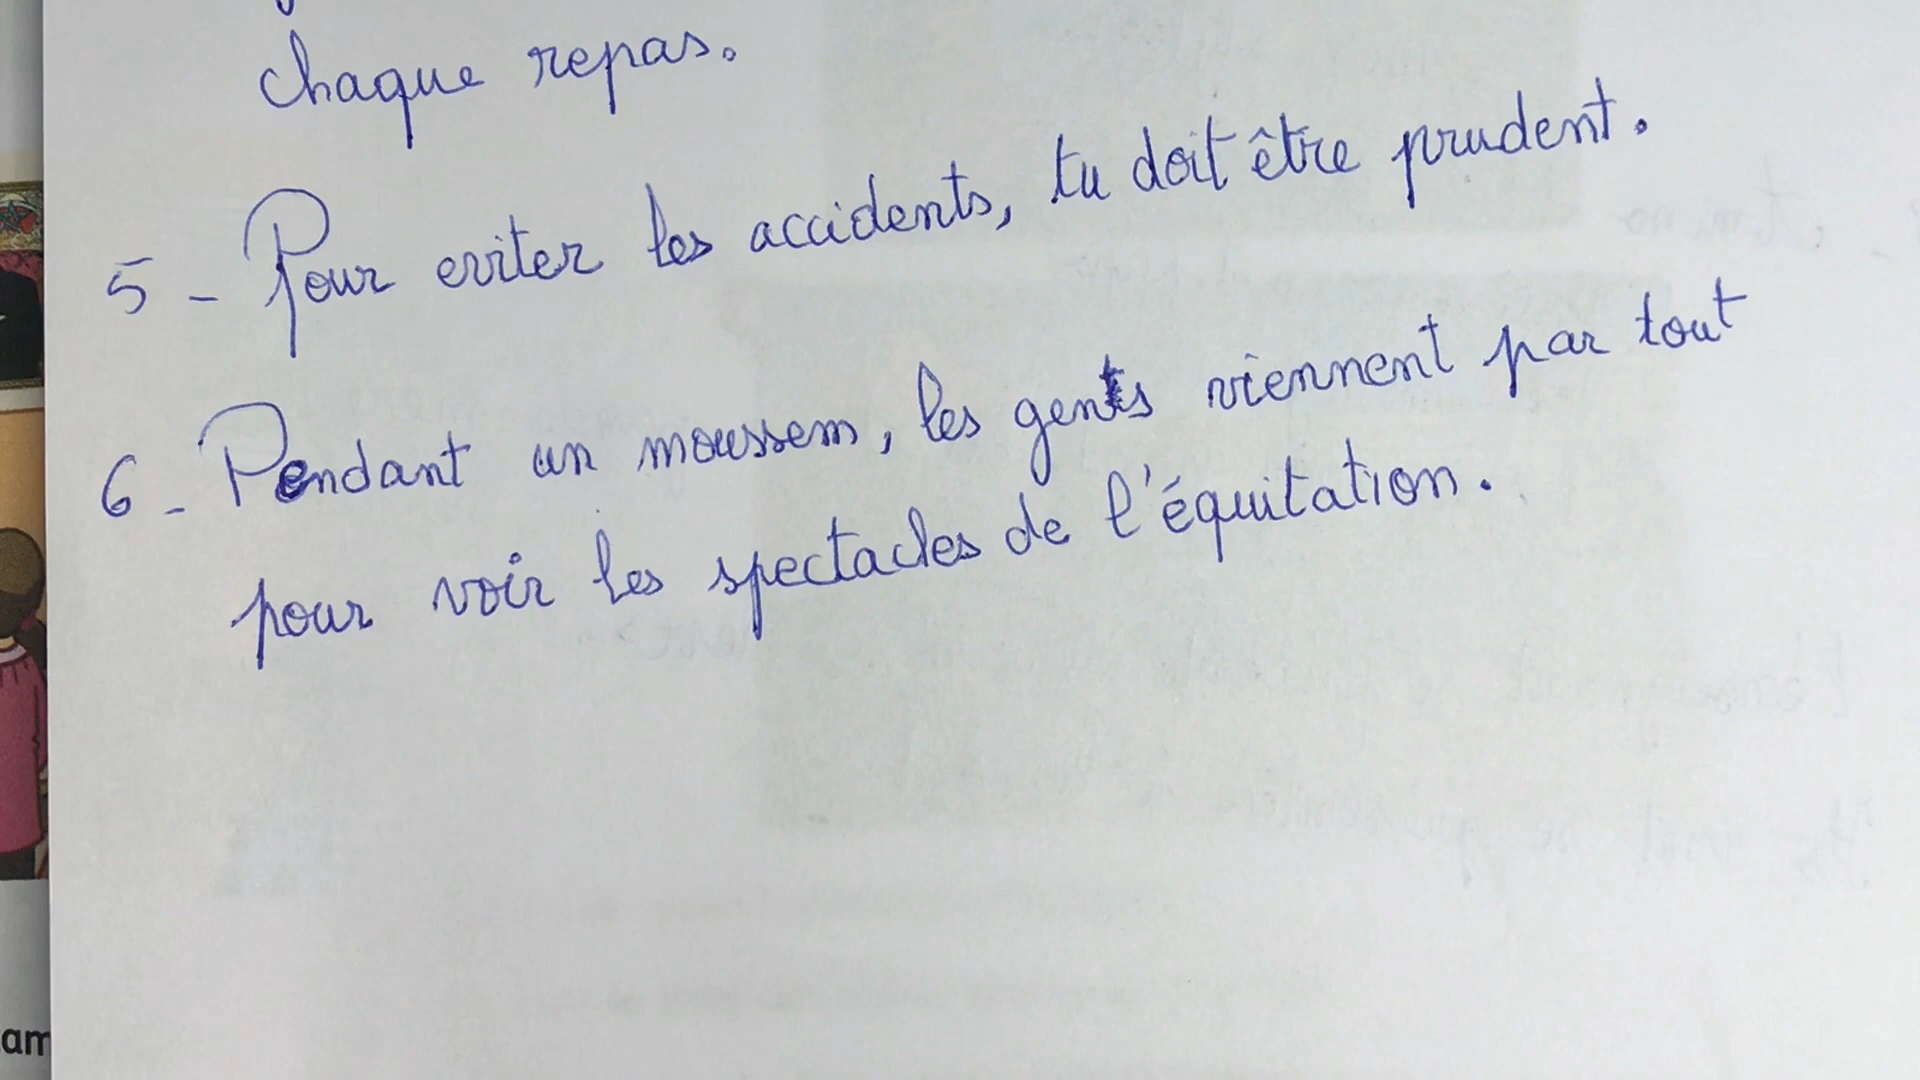 chaque repas.
5 - Pour eviter les accidents, tu doit être prudent.
6 - Pendant un moussem, les gents viennent par tout
pour voir les spectacles de l'équitation.
am